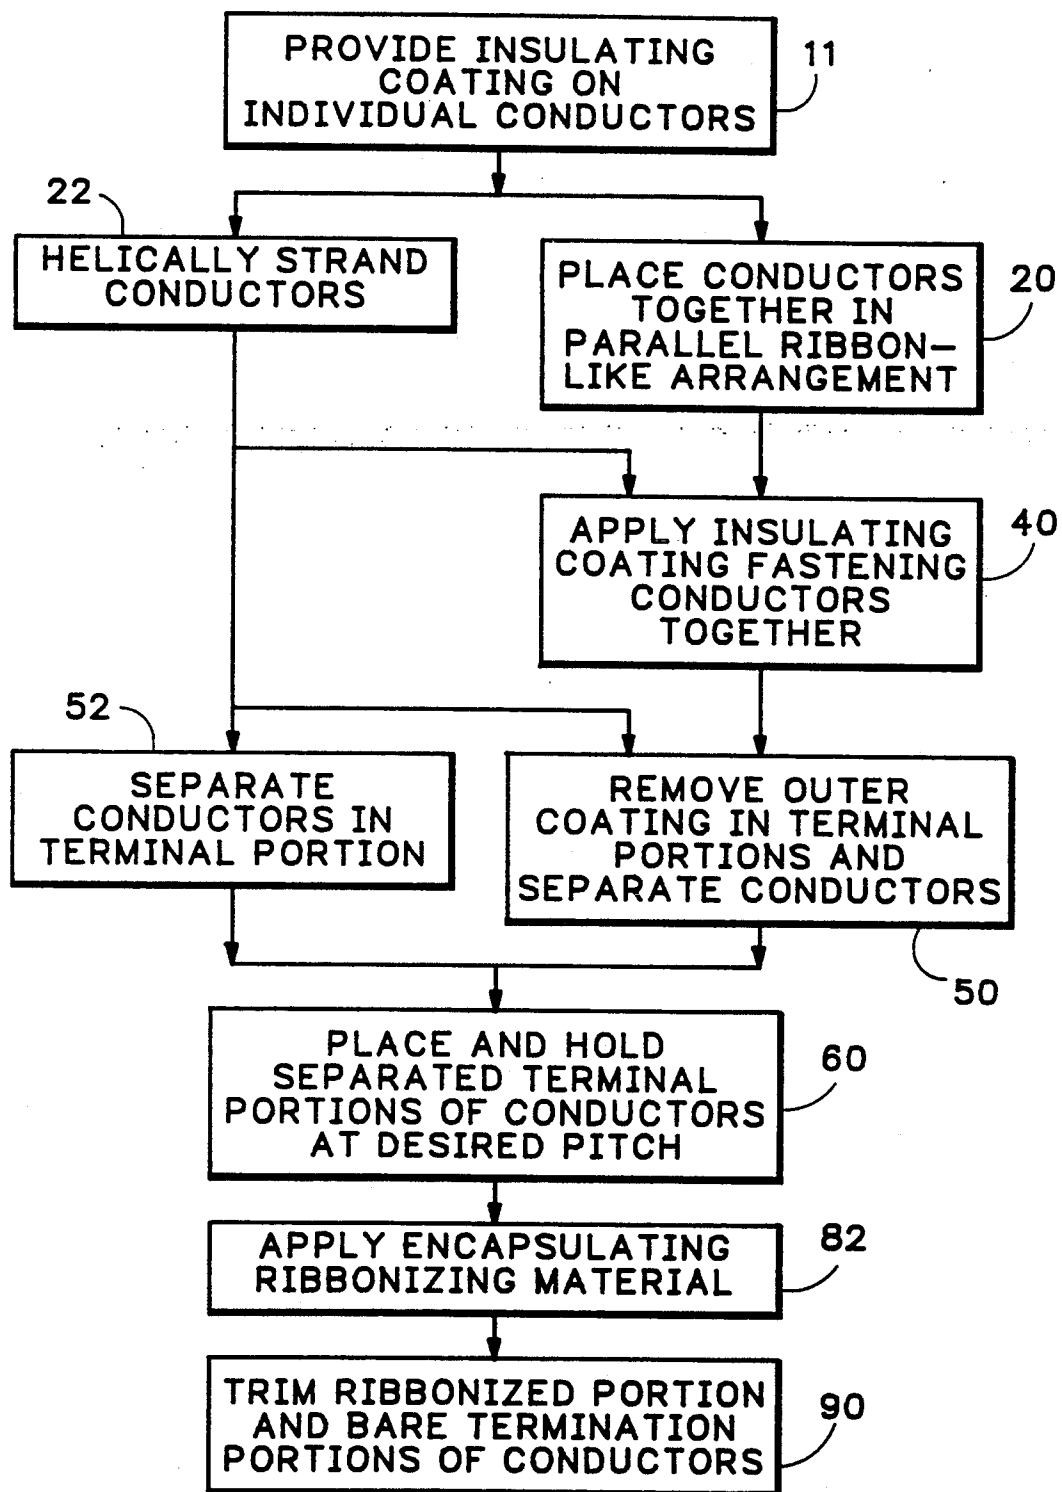 PROVIDE INSULATING
COATING ON
INDIVIDUAL CONDUCTORS
11
22
HELICALLY STRAND
CONDUCTORS
PLACE CONDUCTORS
TOGETHER IN
PARALLEL RIBBON-
LIKE ARRANGEMENT
20
APPLY INSULATING
COATING FASTENING
CONDUCTORS
TOGETHER
40
52
SEPARATE
CONDUCTORS IN
TERMINAL PORTION
REMOVE OUTER
COATING IN TERMINAL
PORTIONS AND
SEPARATE CONDUCTORS
50
PLACE AND HOLD
SEPARATED TERMINAL
PORTIONS OF CONDUCTORS
AT DESIRED PITCH
60
APPLY ENCAPSULATING
RIBBONIZING MATERIAL
82
TRIM RIBBONIZED PORTION
AND BARE TERMINATION
PORTIONS OF CONDUCTORS
90